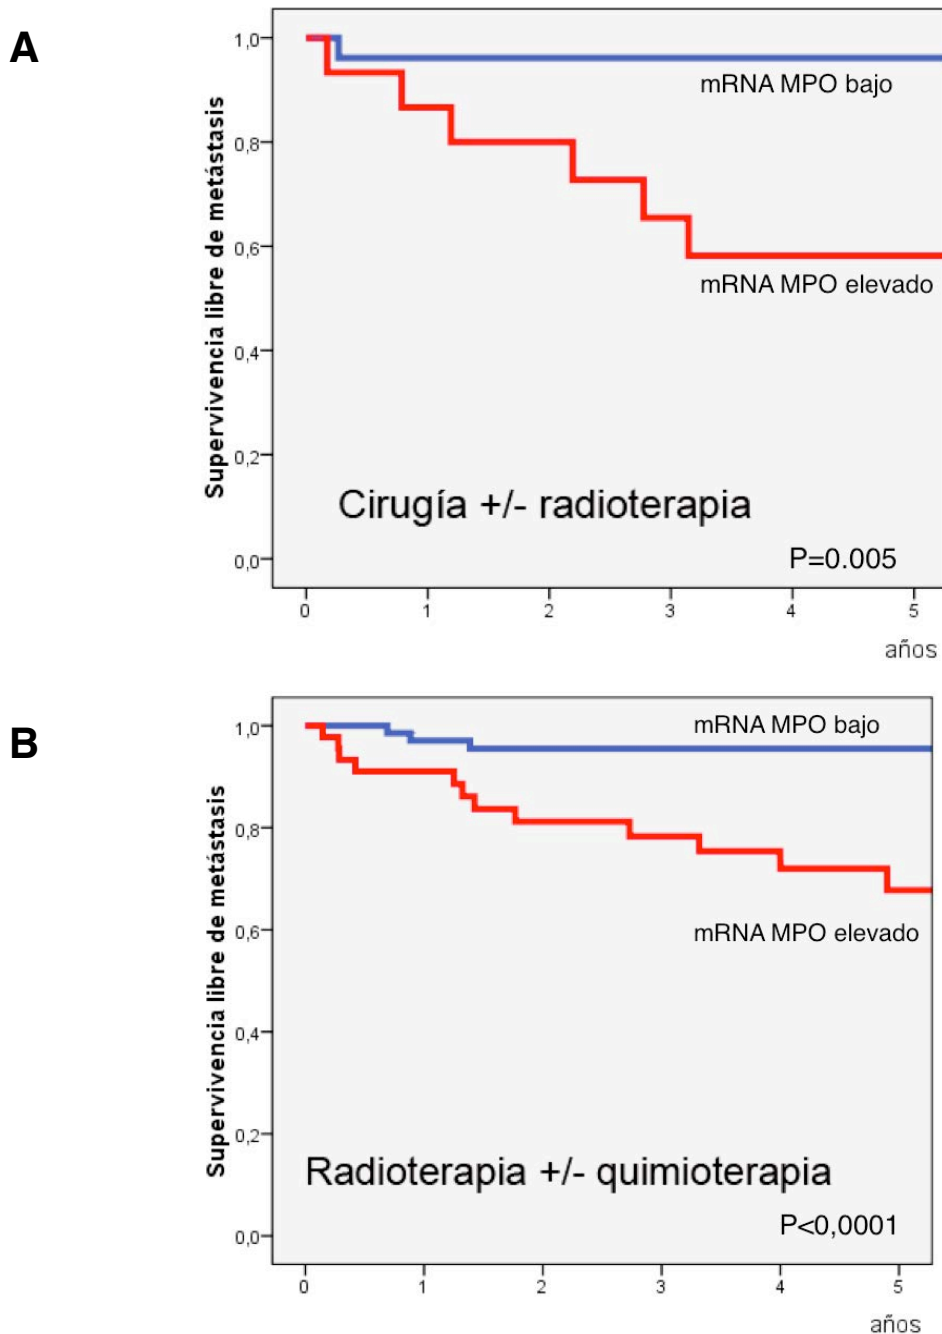 A
Supervivencia libre de metástasis
1,0
0,8
0,6
0,4
0,2
0,0
mRNA MPO bajo
mRNA MPO elevado
Cirugía +/- radioterapia
P=0.005
0 1 2 3 4 5
años
B
Supervivencia libre de metástasis
1,0
0,8
0,6
0,4
0,2
0,0
mRNA MPO bajo
mRNA MPO elevado
Radioterapia +/- quimioterapia
P<0,0001
0 1 2 3 4 5
años